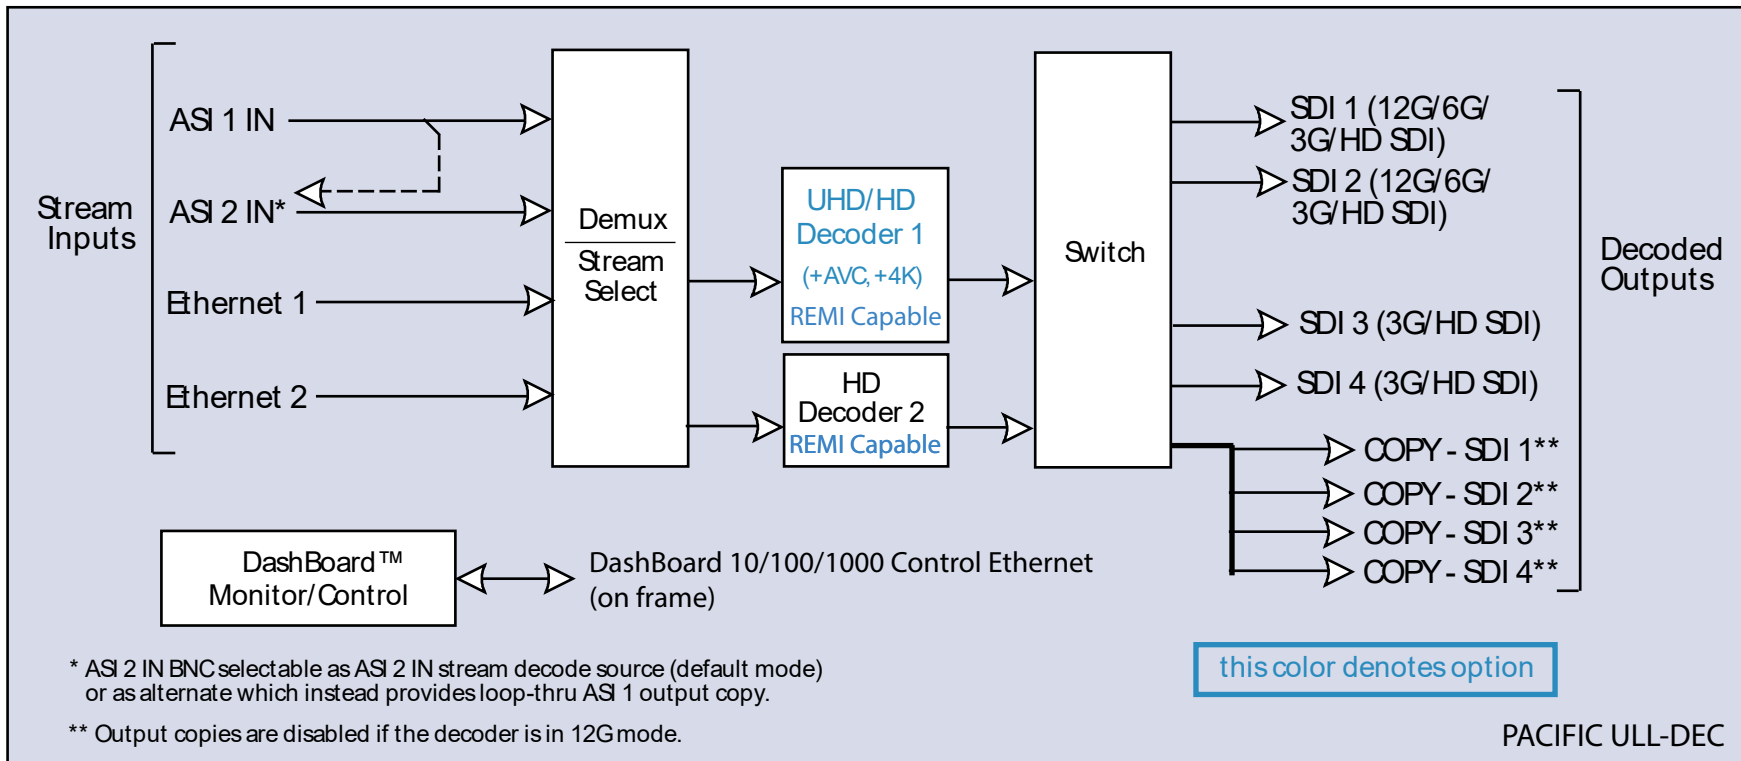 Stream
Inputs
ASI 1 IN
ASI 2 IN*
Ethernet 1
Ethernet 2
Demux
Stream
Select
UHD/HD
Decoder 1
(+AVC, +4K)
REMI Capable
HD
Decoder 2
REMI Capable
Switch
SDI 1 (12G/6G/
3G/HD SDI)
SDI 2 (12G/6G/
3G/HD SDI)
SDI 3 (3G/HD SDI)
SDI 4 (3G/HD SDI)
COPY - SDI 1**
COPY - SDI 2**
COPY - SDI 3**
COPY - SDI 4**
Decoded
Outputs
DashBoard™
Monitor/Control
DashBoard 10/100/1000 Control Ethernet
(on frame)
* ASI 2 IN BNC selectable as ASI 2 IN stream decode source (default mode)
or as alternate which instead provides loop-thru ASI 1 output copy.
** Output copies are disabled if the decoder is in 12G mode.
this color denotes option
PACIFIC ULL-DEC